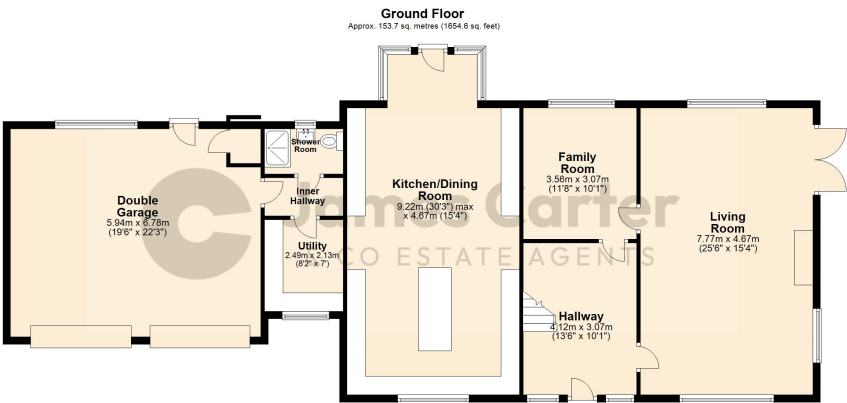 Ground Floor
Approx. 153.7 sq. metres (1654.6 sq. feet)
Double
Garage
5.94m x 6.78m
(19'6" x 22'3")
Shower
Room
Inner
Hallway
Utility
2.49m x 2.13m
(8'2" x 7')
Kitchen/Dining
Room
9.22m (30'3") max
x 4.67m (15'4")
Family
Room
3.56m x 3.07m
(11'8" x 10'1")
Hallway
4.12m x 3.07m
(13'6" x 10'1")
Living
Room
7.77m x 4.67m
(25'6" x 15'4")
James Carter
& CO ESTATE AGENTS